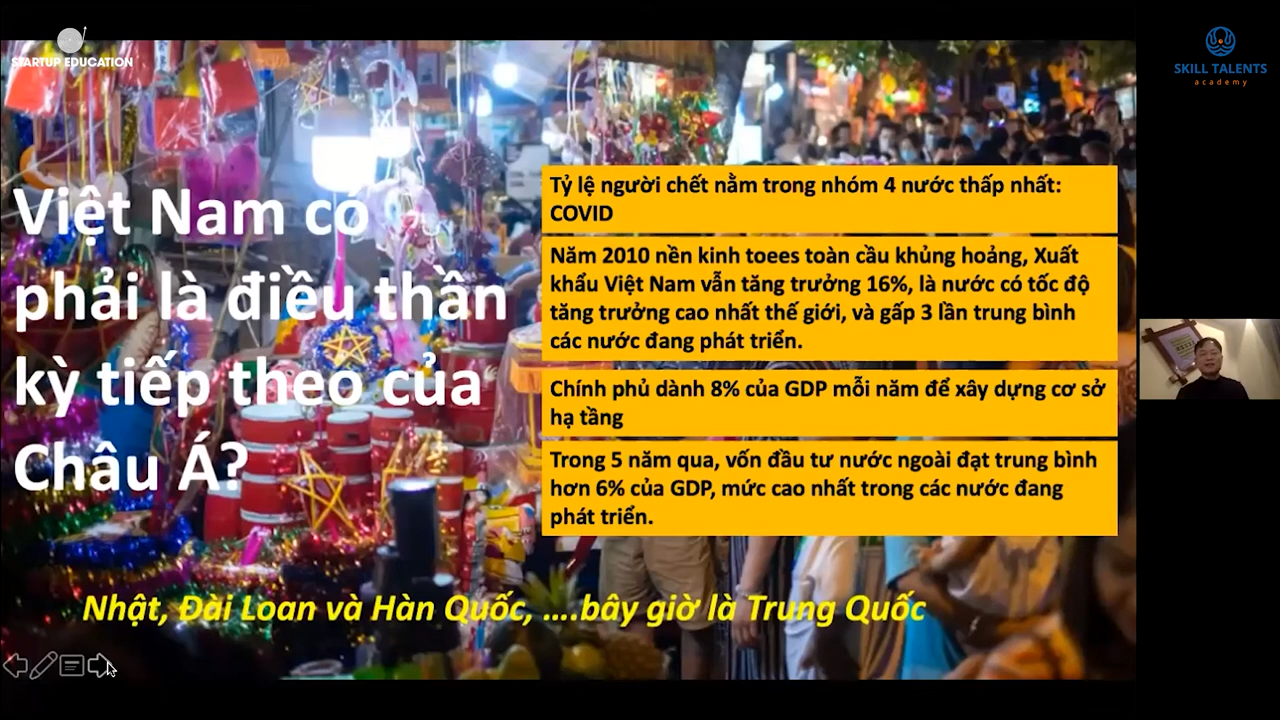 STARTUP EDUCATION
SKILL TALENTS
academy
Việt Nam có
phải là điều thần
kỳ tiếp theo của
Châu Á?
Tỷ lệ người chết nằm trong nhóm 4 nước thấp nhất:
COVID
Năm 2010 nền kinh toees toàn cầu khủng hoảng, Xuất
khẩu Việt Nam vẫn tăng trưởng 16%, là nước có tốc độ
tăng trưởng cao nhất thế giới, và gấp 3 lần trung bình
các nước đang phát triển.
Chính phủ dành 8% của GDP mỗi năm để xây dựng cơ sở
hạ tầng
Trong 5 năm qua, vốn đầu tư nước ngoài đạt trung bình
hơn 6% của GDP, mức cao nhất trong các nước đang
phát triển.
Nhật, Đài Loan và Hàn Quốc, ....bây giờ là Trung Quốc